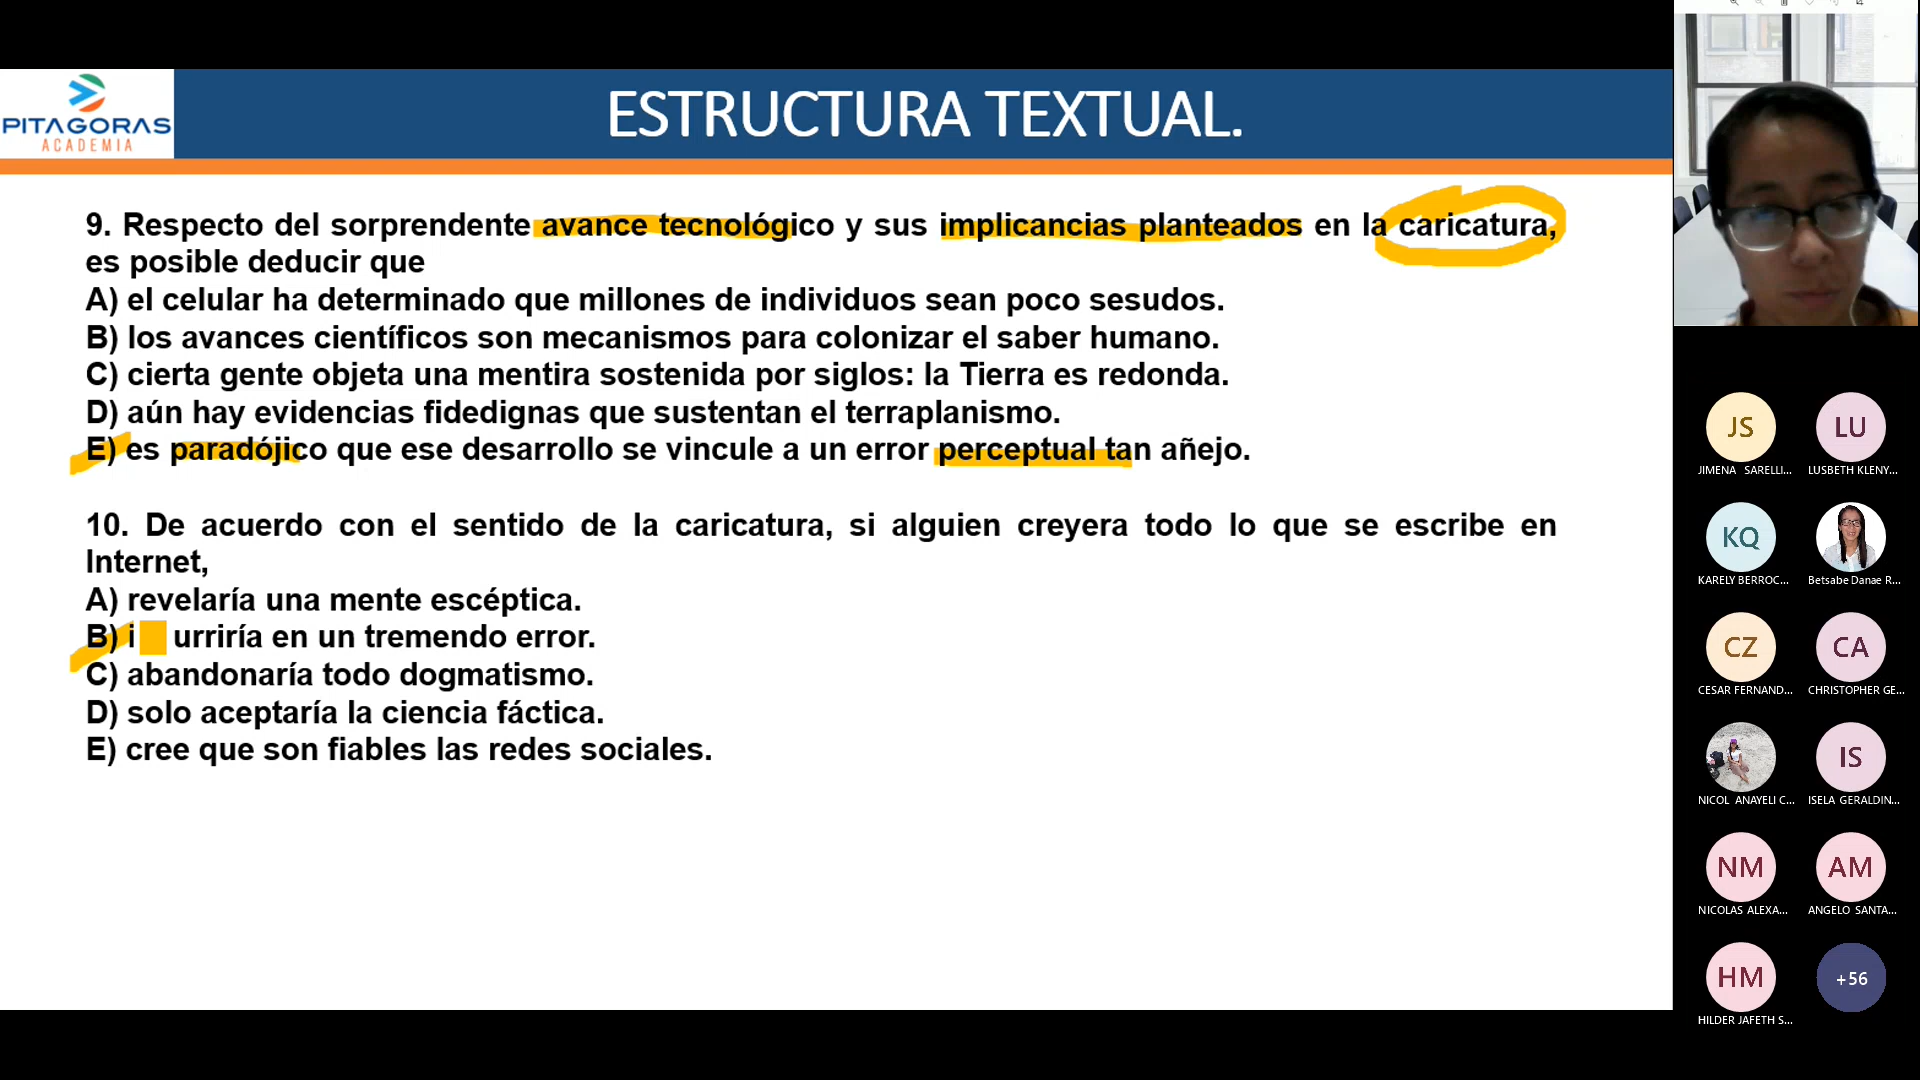 PITAGORAS
ACADEMIA
ESTRUCTURA TEXTUAL.
9. Respecto del sorprendente avance tecnológico y sus implicancias planteados en la caricatura,
es posible deducir que
A) el celular ha determinado que millones de individuos sean poco sesudos.
B) los avances científicos son mecanismos para colonizar el saber humano.
C) cierta gente objeta una mentira sostenida por siglos: la Tierra es redonda.
D) aún hay evidencias fidedignas que sustentan el terraplanismo.
E) es paradójico que ese desarrollo se vincule a un error perceptual tan añejo.
10. De acuerdo con el sentido de la caricatura, si alguien creyera todo lo que se escribe en
Internet,
A) revelaría una mente escéptica.
B) i urriría en un tremendo error.
C) abandonaría todo dogmatismo.
D) solo aceptaría la ciencia fáctica.
E) cree que son fiables las redes sociales.
JS
LU
JIMENA SARELLI...
LUSBETH KLENY...
KQ
KARELY BERROC...
Betsabe Danae R...
CZ
CA
CESAR FERNAND...
CHRISTOPHER GE...
IS
NICOL ANAYELI C...
ISELA GERALDIN...
NM
AM
NICOLAS ALEXA...
ANGELO SANTA...
HM
+56
HILDER JAFETH S...